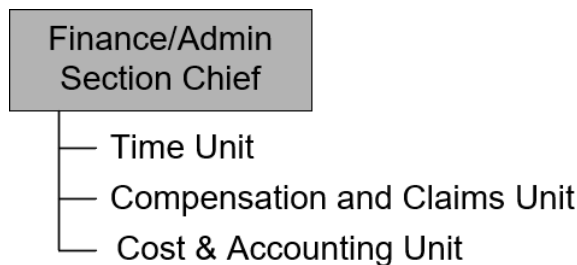 Finance/Admin
Section Chief
Time Unit
Compensation and Claims Unit
Cost & Accounting Unit